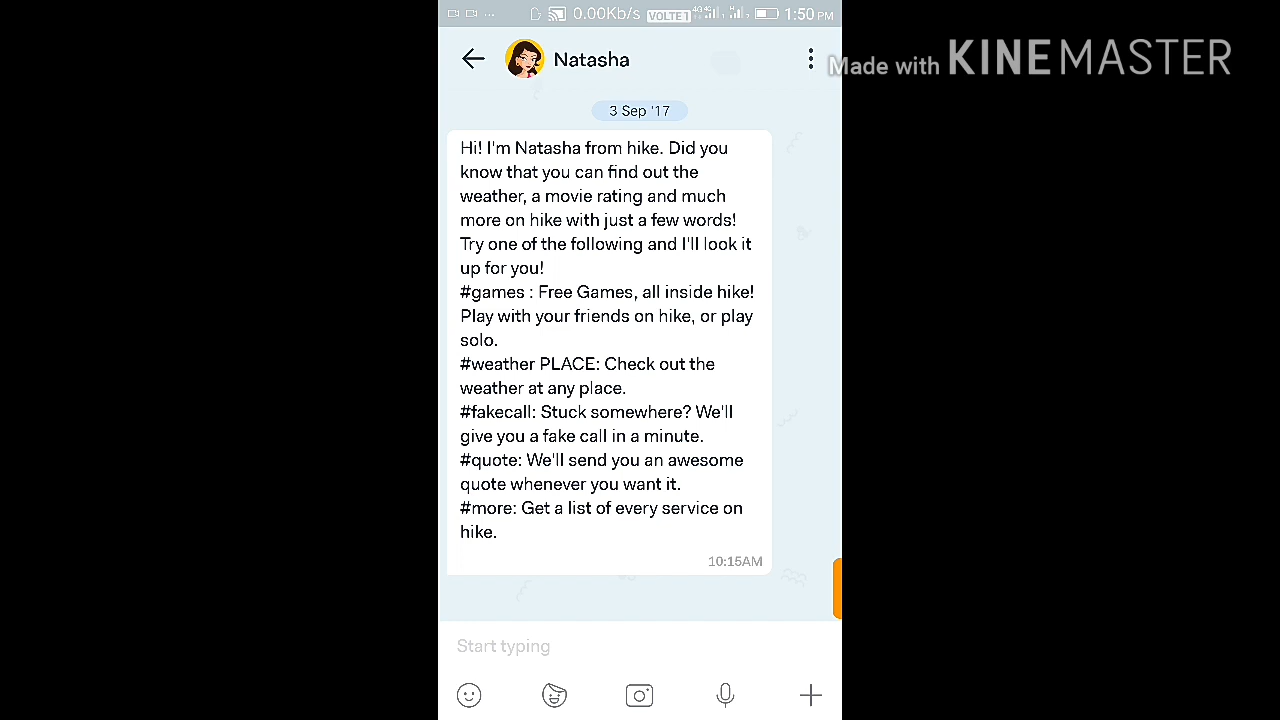 0.00Kb/s VOLTE 1 1:50 PM
Natasha
Made with KINEMASTER
3 Sep '17
Hi! I'm Natasha from hike. Did you
know that you can find out the
weather, a movie rating and much
more on hike with just a few words!
Try one of the following and I'll look it
up for you!
#games : Free Games, all inside hike!
Play with your friends on hike, or play
solo.
#weather PLACE: Check out the
weather at any place.
#fakecall: Stuck somewhere? We'll
give you a fake call in a minute.
#quote: We'll send you an awesome
quote whenever you want it.
#more: Get a list of every service on
hike.
10:15AM
Start typing